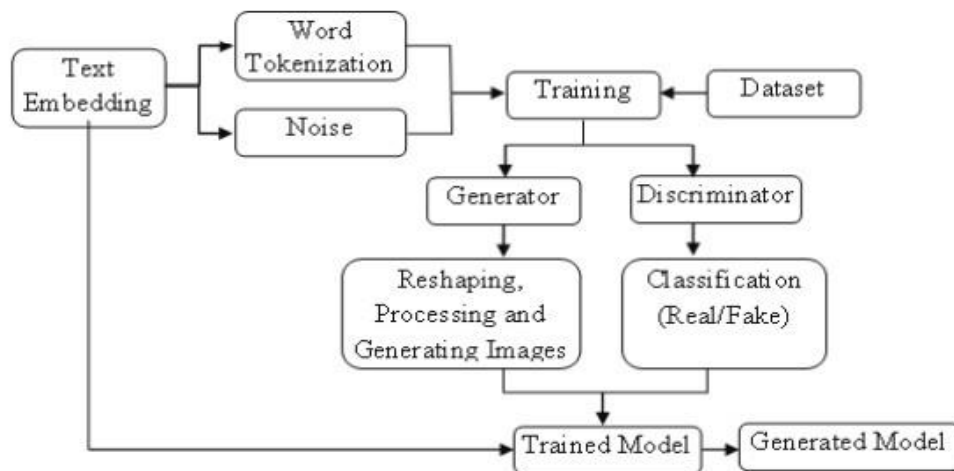 Text
Embedding
Word
Tokenization
Noise
Training
Dataset
Generator
Discriminator
Reshaping,
Processing and
Generating Images
Classification
(Real/Fake)
Trained Model
Generated Model